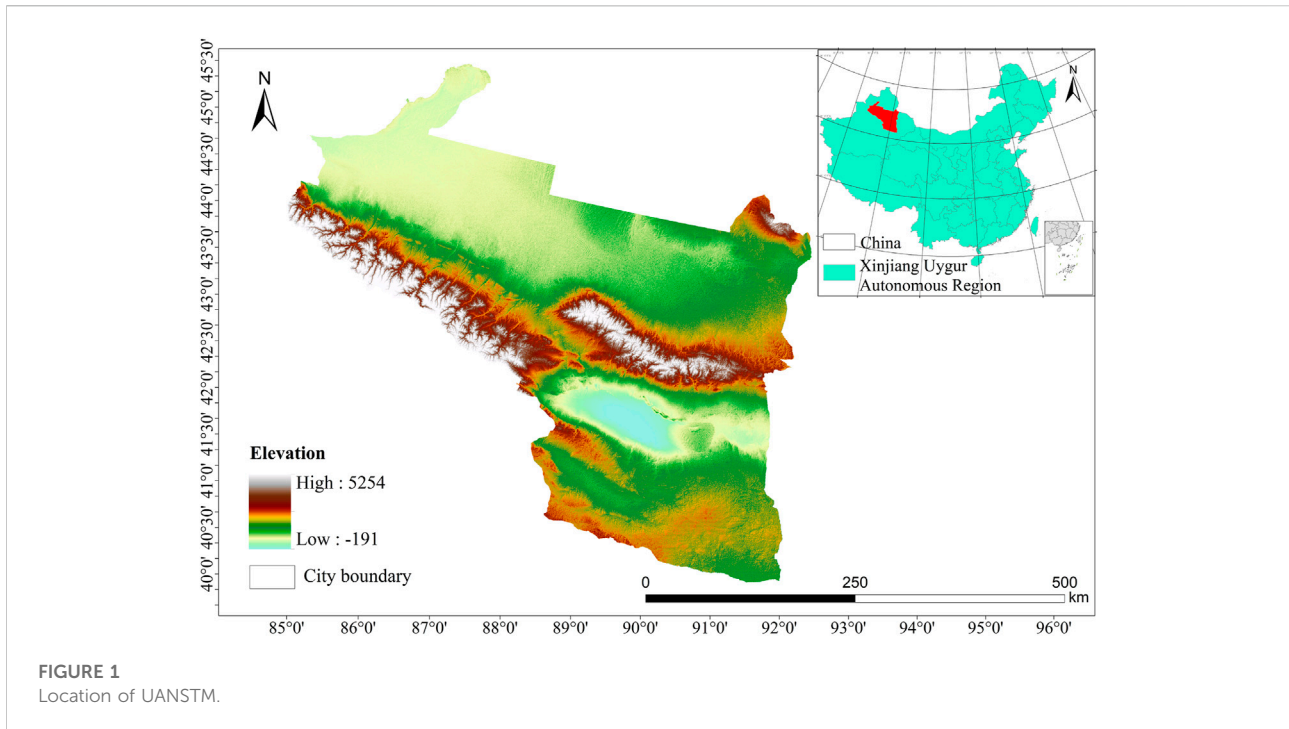 45°30'
45°0'
44°30'
44°0'
43°30'
43°0'
42°30'
42°0'
41°30'
41°0'
40°30'
40°0'
N
N
China
Xinjiang Uygur
Autonomous Region
Elevation
High : 5254
Low : -191
City boundary
0 250 500
km
85°0' 86°0' 87°0' 88°0' 89°0' 90°0' 91°0' 92°0' 93°0' 94°0' 95°0' 96°0'
FIGURE 1
Location of UANSTM.